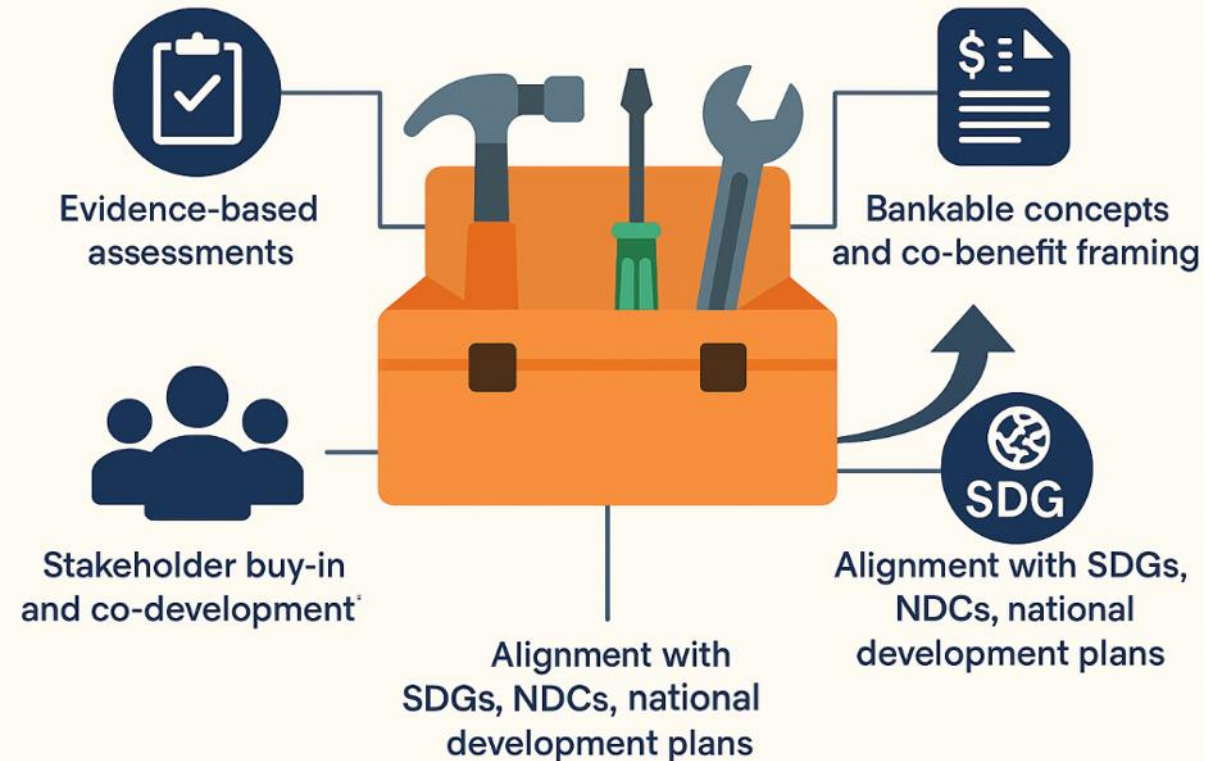 Evidence-based
assessments
$
Bankable concepts
and co-benefit framing
Stakeholder buy-in
and co-development
SDG
Alignment with SDGs,
NDCs, national
development plans
Alignment with
SDGs, NDCs, national
development plans